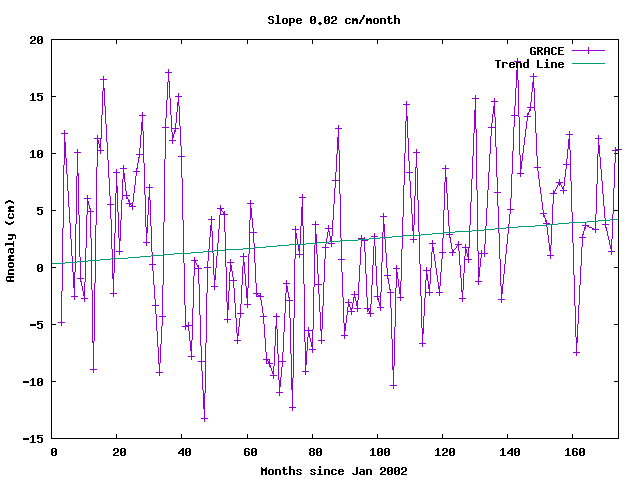 Slope 0.02 cm/month
GRACE
Trend Line
20
15
10
5
0
-5
-10
-15
Anomaly (cm)
0 20 40 60 80 100 120 140 160
Months since Jan 2002